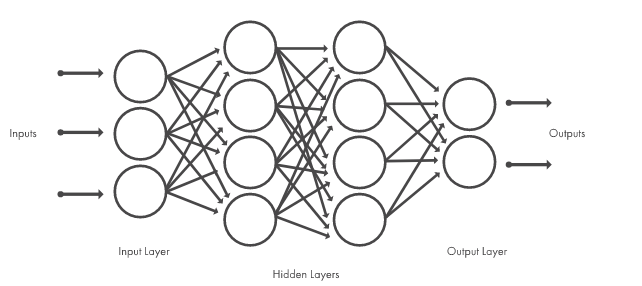 Inputs
Outputs
Input Layer
Output Layer
Hidden Layers